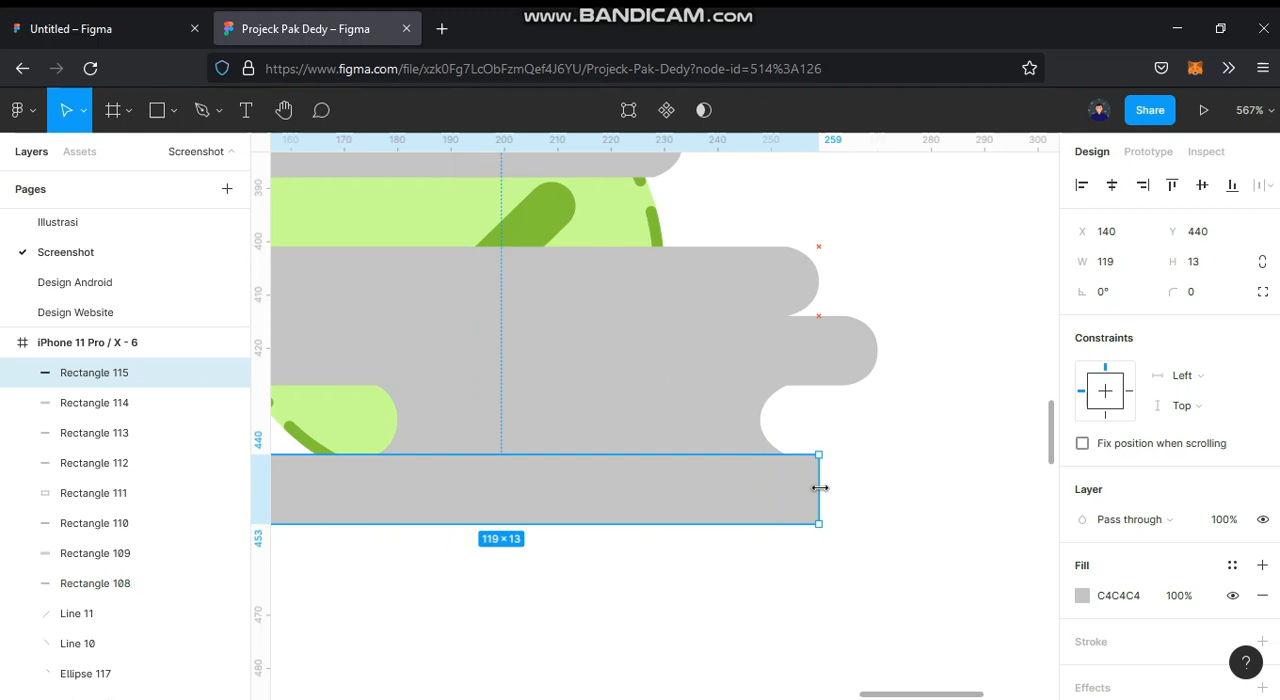 www.BANDICAM.com
Untitled – Figma
Projeck Pak Dedy – Figma
https://www.figma.com/file/xzk0Fg7LcObFzmQef4J6YU/Projeck-Pak-Dedy?node-id=514%3A126
Share
567%
Layers
Assets
Screenshot
160 170 180 190 200 210 220 230 240 250 259 280 290 300
Design
Prototype
Inspect
Pages
Illustrasi
Screenshot
Design Android
Design Website
iPhone 11 Pro / X - 6
Rectangle 115
Rectangle 114
Rectangle 113
Rectangle 112
Rectangle 111
Rectangle 110
Rectangle 109
Rectangle 108
Line 11
Line 10
Ellipse 117
390
400
410
420
440
453
470
480
119 × 13
X 140 Y 440
W 119 H 13
0° 0
Constraints
Left
Top
Fix position when scrolling
Layer
Pass through 100%
Fill
C4C4C4 100%
Stroke
Effects
?